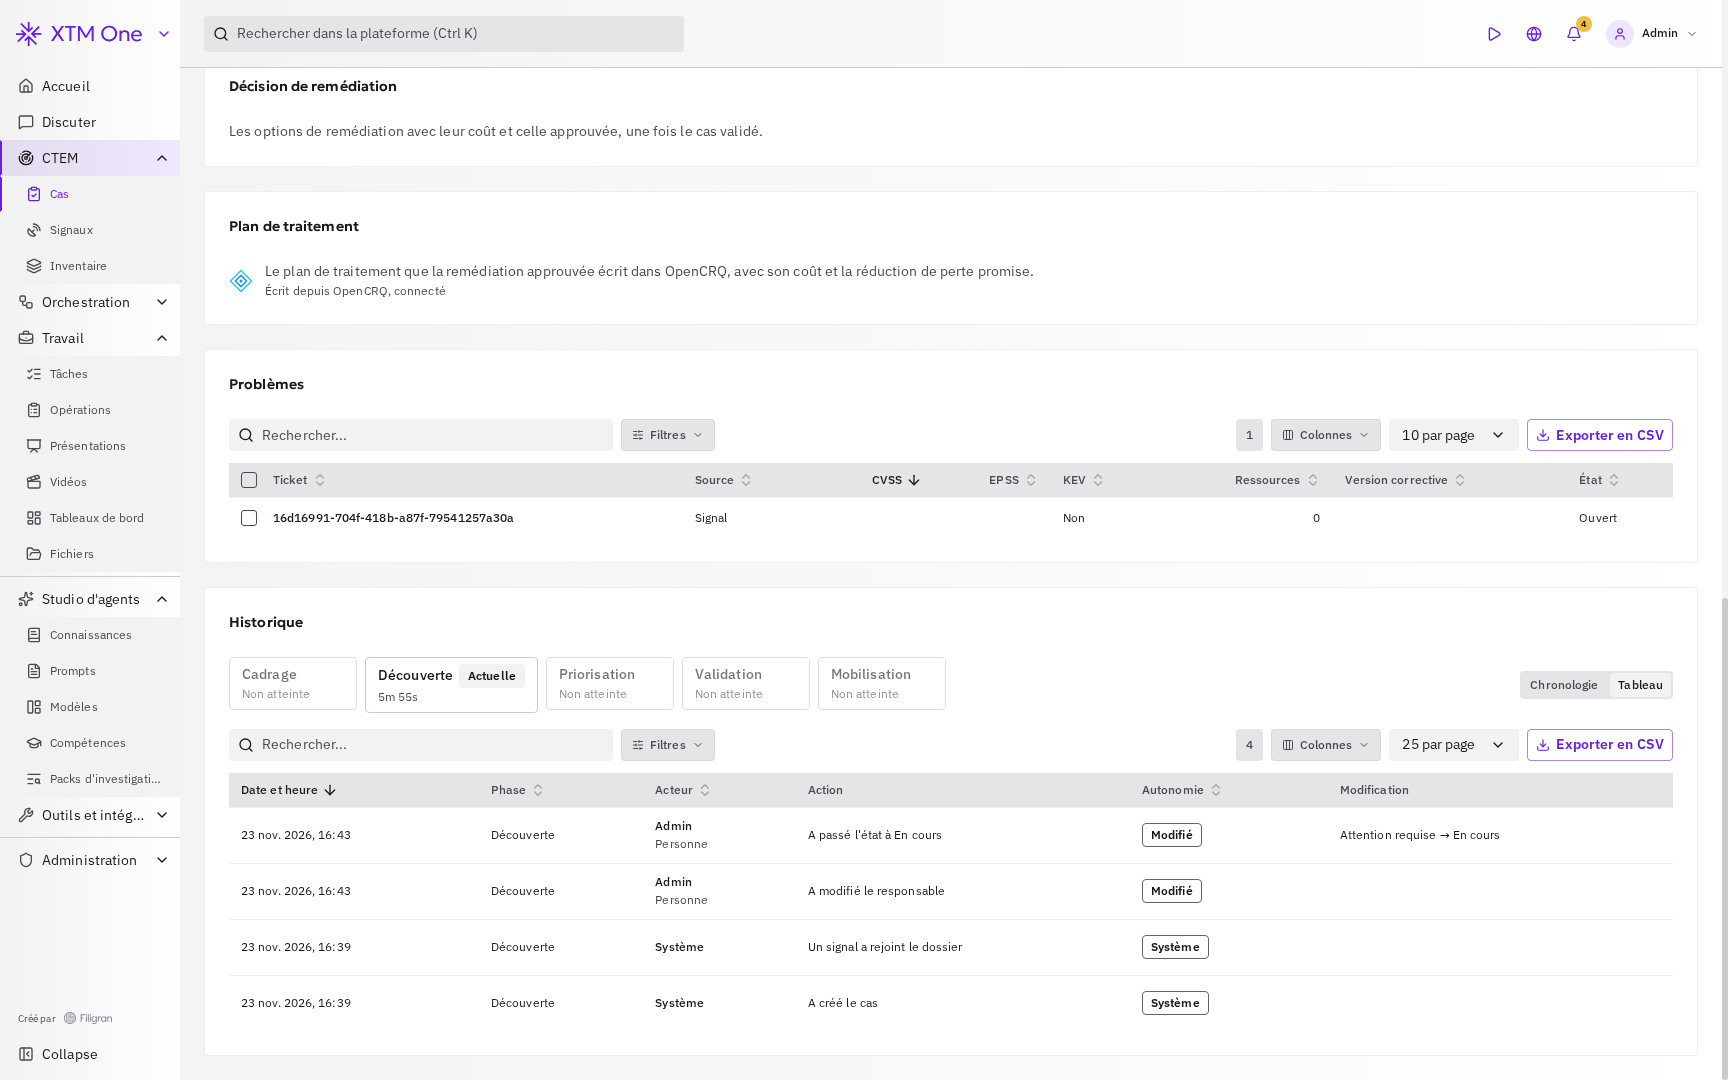 XTM One
Rechercher dans la plateforme (Ctrl K)
4
Admin
Accueil
Discuter
CTEM
Cas
Signaux
Inventaire
Orchestration
Travail
Tâches
Opérations
Présentations
Vidéos
Tableaux de bord
Fichiers
Studio d'agents
Connaissances
Prompts
Modèles
Compétences
Packs d'investigati...
Outils et intég...
Administration
Créé par Filigran
Collapse
Décision de remédiation
Les options de remédiation avec leur coût et celle approuvée, une fois le cas validé.
Plan de traitement
Le plan de traitement que la remédiation approuvée écrit dans OpenCRQ, avec son coût et la réduction de perte promise.
Écrit depuis OpenCRQ, connecté
Problèmes
Rechercher... Filtres 1 Colonnes 10 par page Exporter en CSV
Ticket Source CVSS EPSS KEV Ressources Version corrective État
16d16991-704f-418b-a87f-79541257a30a Signal Non 0 Ouvert
Historique
Cadrage Découverte Actuelle Priorisation Validation Mobilisation
Non atteinte 5m 55s Non atteinte Non atteinte Non atteinte
Chronologie Tableau
Rechercher... Filtres 4 Colonnes 25 par page Exporter en CSV
Date et heure Phase Acteur Action Autonomie Modification
23 nov. 2026, 16:43 Découverte Admin Personne A passé l'état à En cours Modifié Attention requise → En cours
23 nov. 2026, 16:43 Découverte Admin Personne A modifié le responsable Modifié
23 nov. 2026, 16:39 Découverte Système Un signal a rejoint le dossier Système
23 nov. 2026, 16:39 Découverte Système A créé le cas Système